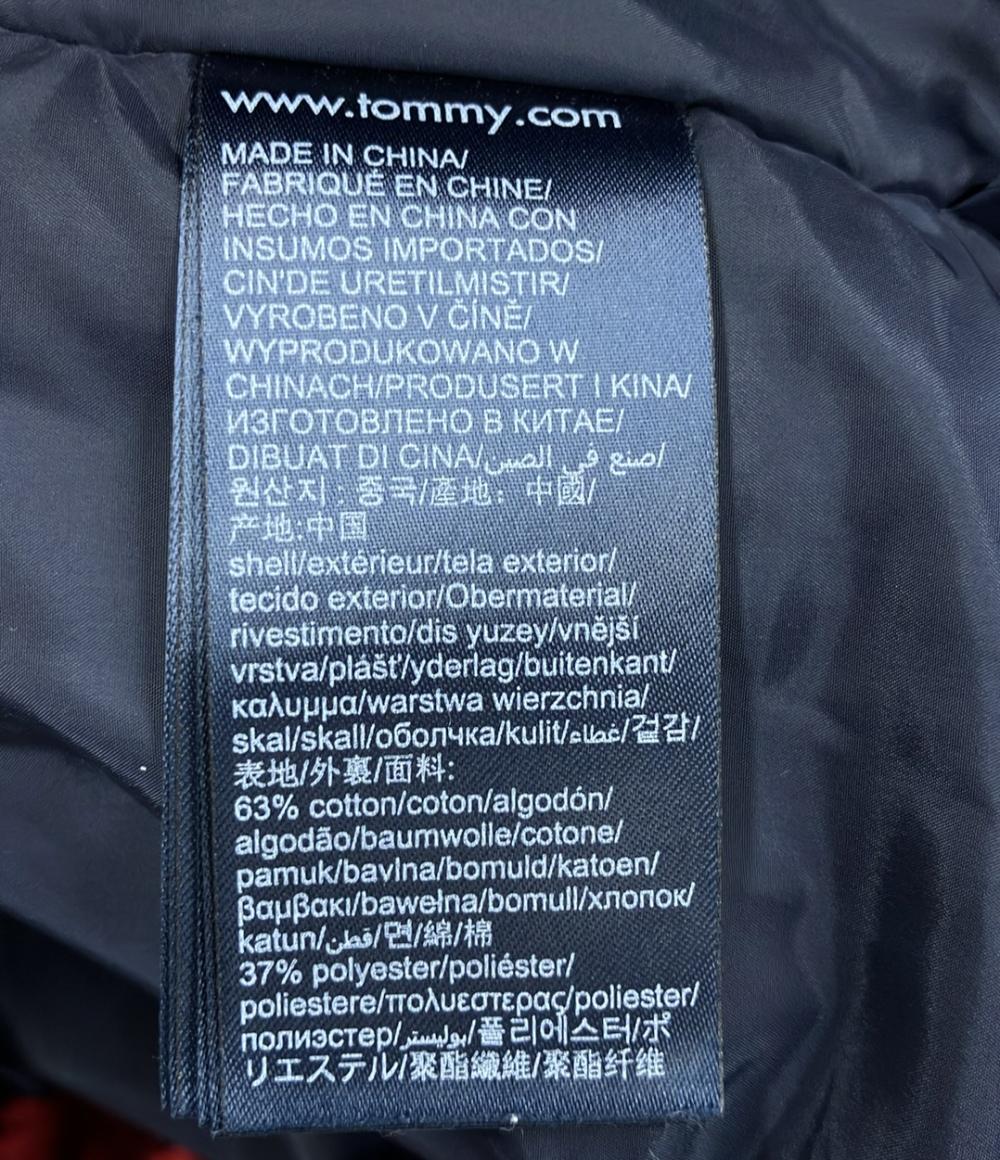 www.tommy.com
MADE IN CHINA/
FABRIQUÉ EN CHINE/
HECHO EN CHINA CON
INSUMOS IMPORTADOS/
CIN'DE URETILMISTIR/
VYROBENO V ČÍNĚ/
WYPRODUKOWANO W
CHINACH/PRODUSERT I KINA/
ИЗГОТОВЛЕНО В КИТАЕ/
DIBUAT DI CINA/صنع في الصين/
원산지 : 중국/產地：中國/
产地:中国
shell/extérieur/tela exterior/
tecido exterior/Obermaterial/
rivestimento/dis yuzey/vnější
vrstva/plášť/yderlag/buitenkant/
καλυμμα/warstwa wierzchnia/
skal/skall/оболчка/kulit/غطاء/겉감/
表地/外裏/面料:
63% cotton/coton/algodón/
algodão/baumwolle/cotone/
pamuk/bavlna/bomuld/katoen/
βαμβακι/bawełna/bomull/хлопок/
katun/قطن/면/綿/棉
37% polyester/poliéster/
poliestere/πολυεστερας/poliester/
полиэстер/بوليستر/폴리에스터/ポ
リエステル/聚酯纖維/聚酯纤维